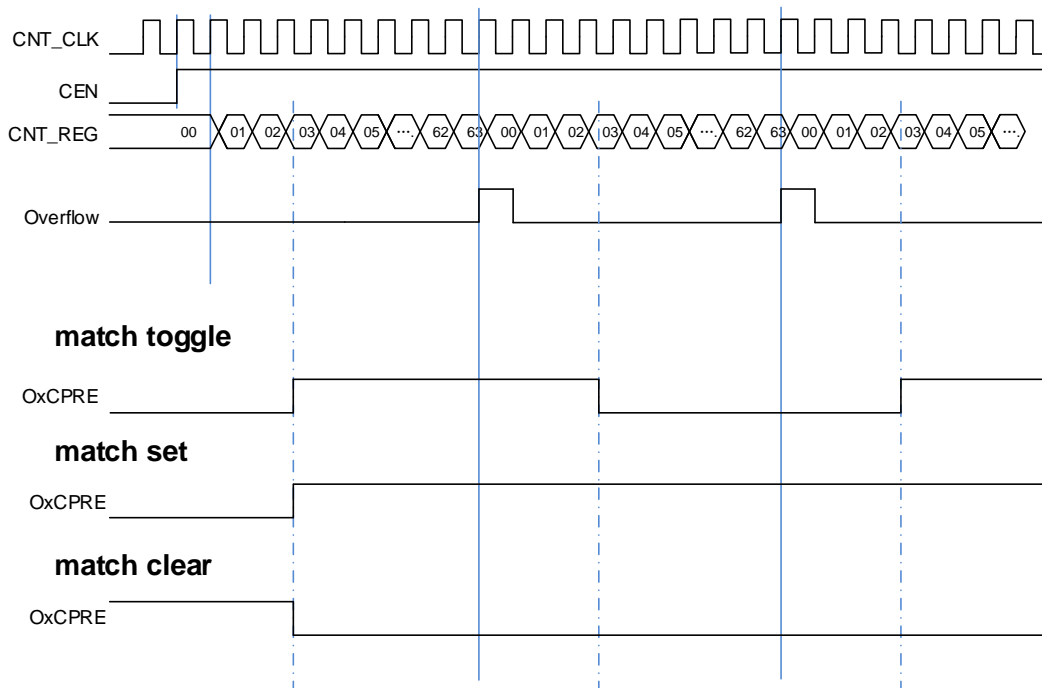 CNT_CLK
CEN
CNT_REG 00 01 02 03 04 05 ···. 62 63 00 01 02 03 04 05 ···. 62 63 00 01 02 03 04 05 ···.
Overflow
match toggle
OxCPRE
match set
OxCPRE
match clear
OxCPRE